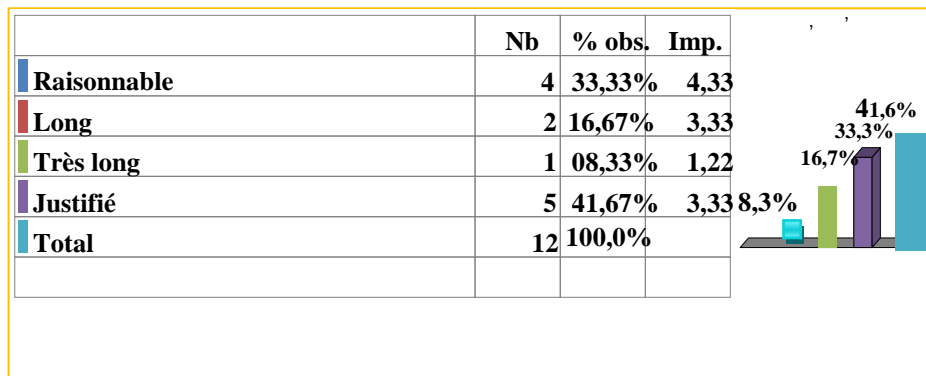 Nb % obs. Imp.
Raisonnable 4 33,33% 4,33
Long 2 16,67% 3,33
Très long 1 08,33% 1,22
Justifié 5 41,67% 3,33
Total 12 100,0%
, ,
41,6%
33,3%
16,7%
8,3%